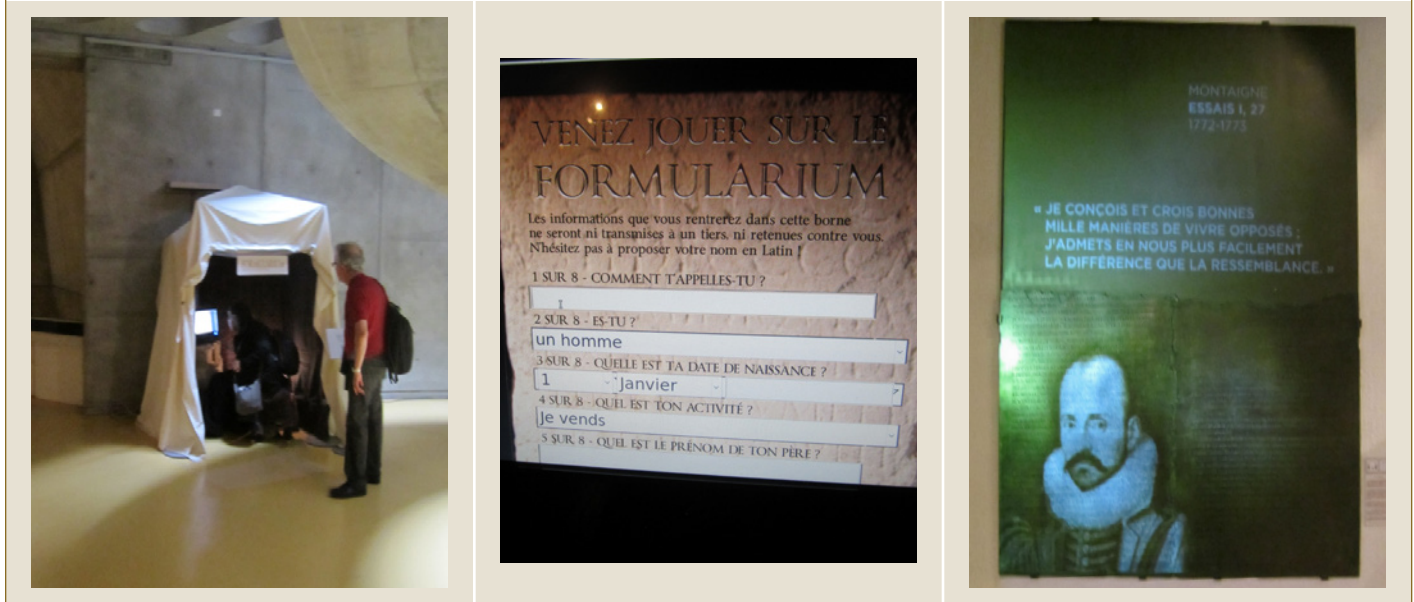 VENEZ JOUER SUR LE
FORMULARIUM
Les informations que vous rentrerez dans cette borne
ne seront ni transmises à un tiers, ni retenues contre vous.
N'hésitez pas à proposer votre nom en Latin !
1 SUR 8 - COMMENT T'APPELLES-TU ?
2 SUR 8 - ES-TU ?
un homme
3 SUR 8 - QUELLE EST TA DATE DE NAISSANCE ?
1 Janvier
4 SUR 8 - QUEL EST TON ACTIVITÉ ?
Je vends
5 SUR 8 - QUEL EST LE PRÉNOM DE TON PÈRE ?
MONTAIGNE
ESSAIS I, 27
1772-1773
« JE CONÇOIS ET CROIS BONNES
MILLE MANIÈRES DE VIVRE OPPOSÉS ;
J'ADMETS EN NOUS PLUS FACILEMENT
LA DIFFÉRENCE QUE LA RESSEMBLANCE. »